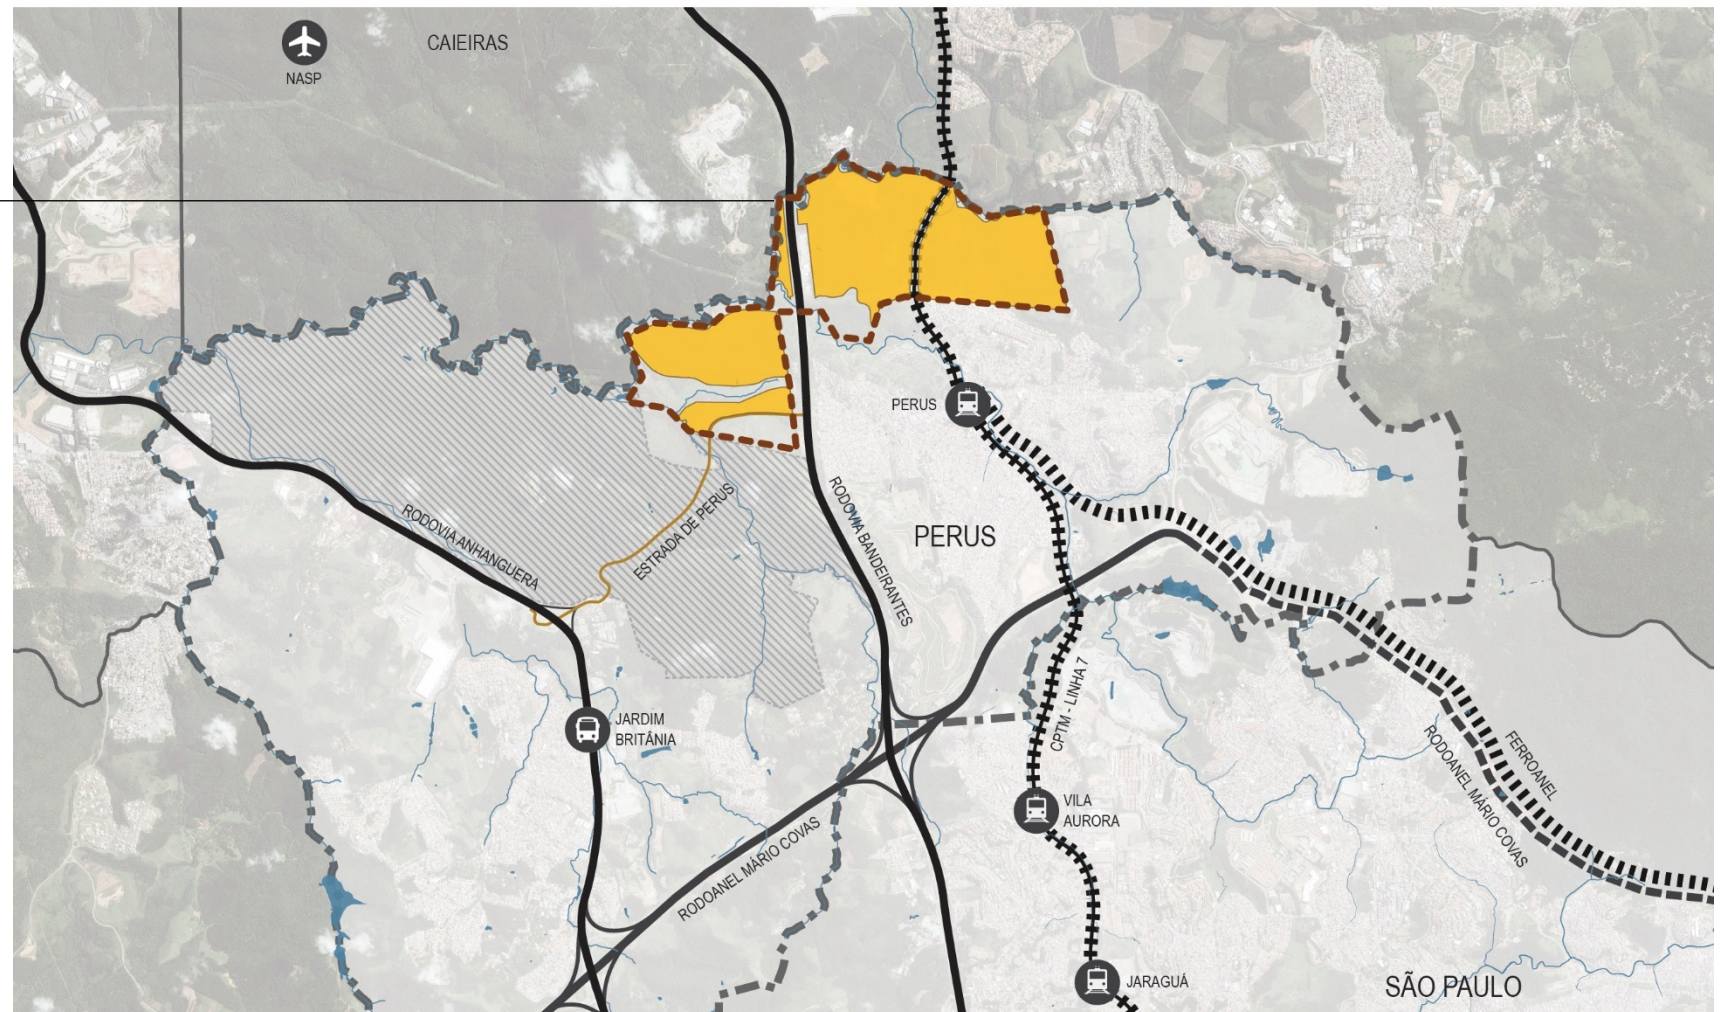 CAIEIRAS
NASP
PERUS
RODOVIA ANHANGUERA
ESTRADA DE PERUS
RODOVIA BANDEIRANTES
PERUS
JARDIM
BRITÂNIA
CPTM - LINHA 7
VILA
AURORA
RODOANEL MÁRIO COVAS
FERROANEL
RODOANEL MÁRIO COVAS
JARAGUÁ
SÃO PAULO